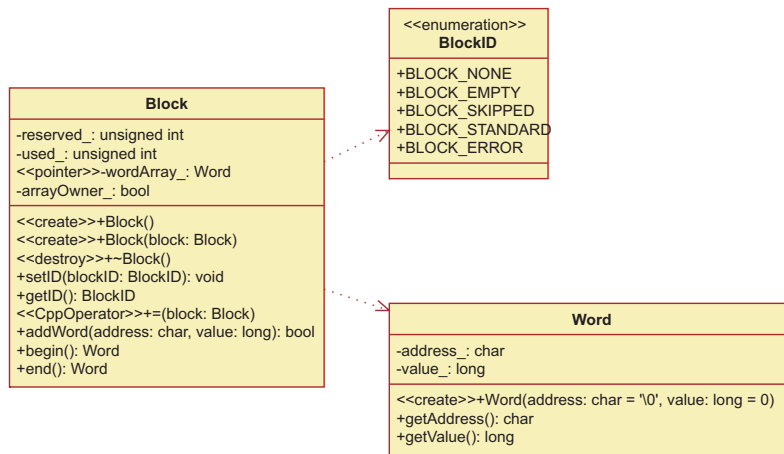 <<enumeration>>
BlockID
+BLOCK_NONE
+BLOCK_EMPTY
+BLOCK_SKIPPED
+BLOCK_STANDARD
+BLOCK_ERROR
Block
-reserved_: unsigned int
-used_: unsigned int
<<pointer>>-wordArray_: Word
-arrayOwner_: bool
<<create>>+Block()
<<create>>+Block(block: Block)
<<destroy>>+~Block()
+setID(blockID: BlockID): void
+getID(): BlockID
<<CppOperator>>+=(block: Block)
+addWord(address: char, value: long): bool
+begin(): Word
+end(): Word
Word
-address_: char
-value_: long
<<create>>+Word(address: char = '\0', value: long = 0)
+getAddress(): char
+getValue(): long